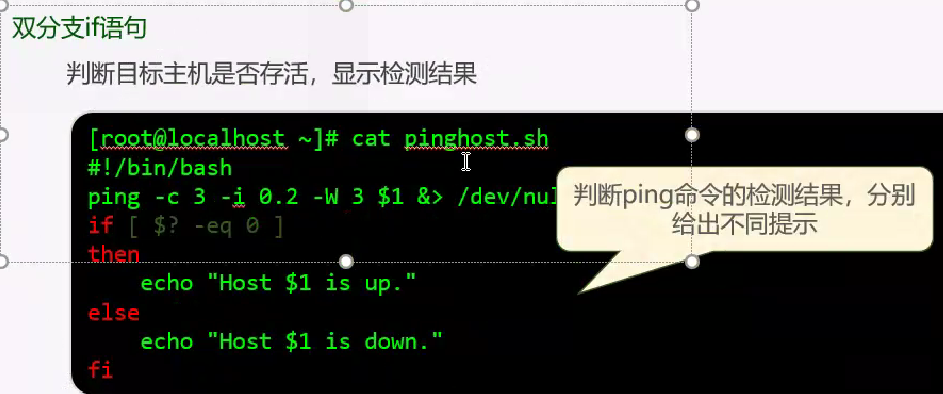 双分支if语句
判断目标主机是否存活，显示检测结果
[root@localhost ~]# cat pinghost.sh
#!/bin/bash
ping -c 3 -i 0.2 -W 3 $1 &> /dev/nul
判断ping命令的检测结果，分别
给出不同提示
if [ $? -eq 0 ]
then
    echo "Host $1 is up."
else
    echo "Host $1 is down."
fi